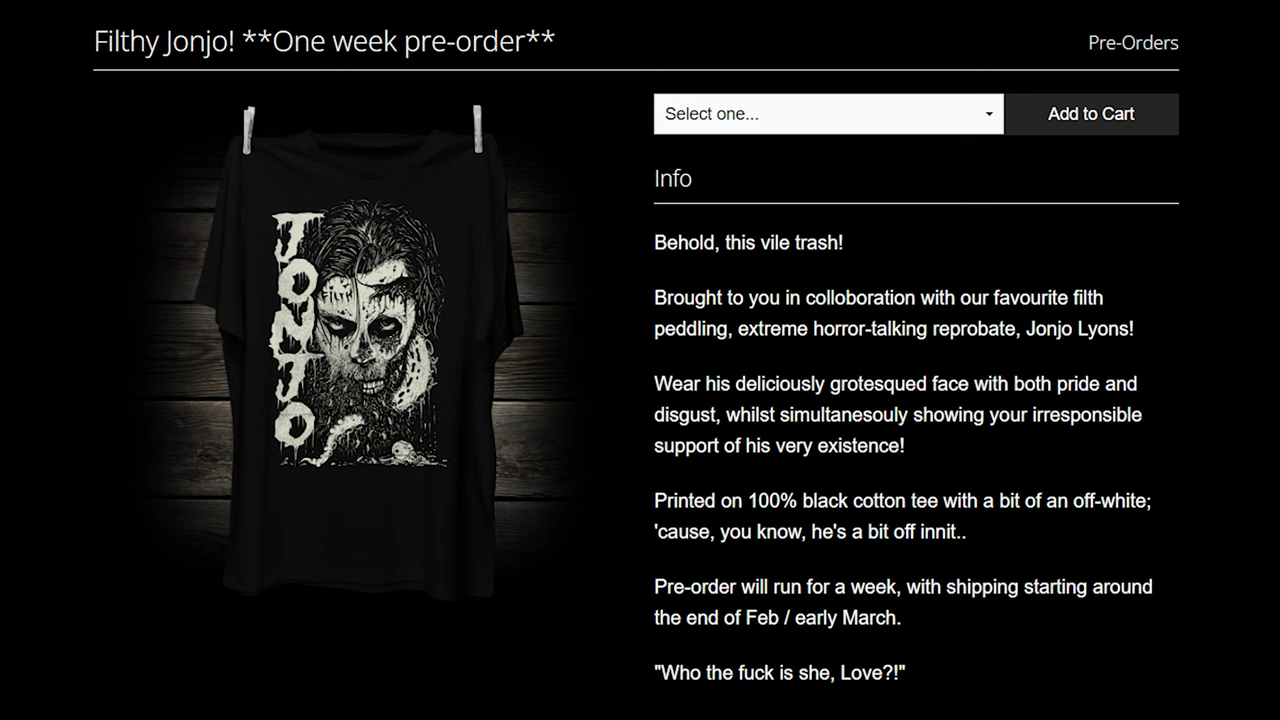 Filthy Jonjo! **One week pre-order**
Pre-Orders
Select one...
Add to Cart
JONJO
Info
Behold, this vile trash!
Brought to you in colloboration with our favourite filth
peddling, extreme horror-talking reprobate, Jonjo Lyons!
Wear his deliciously grotesqued face with both pride and
disgust, whilst simultanesouly showing your irresponsible
support of his very existence!
Printed on 100% black cotton tee with a bit of an off-white;
'cause, you know, he's a bit off innit..
Pre-order will run for a week, with shipping starting around
the end of Feb / early March.
"Who the fuck is she, Love?!"